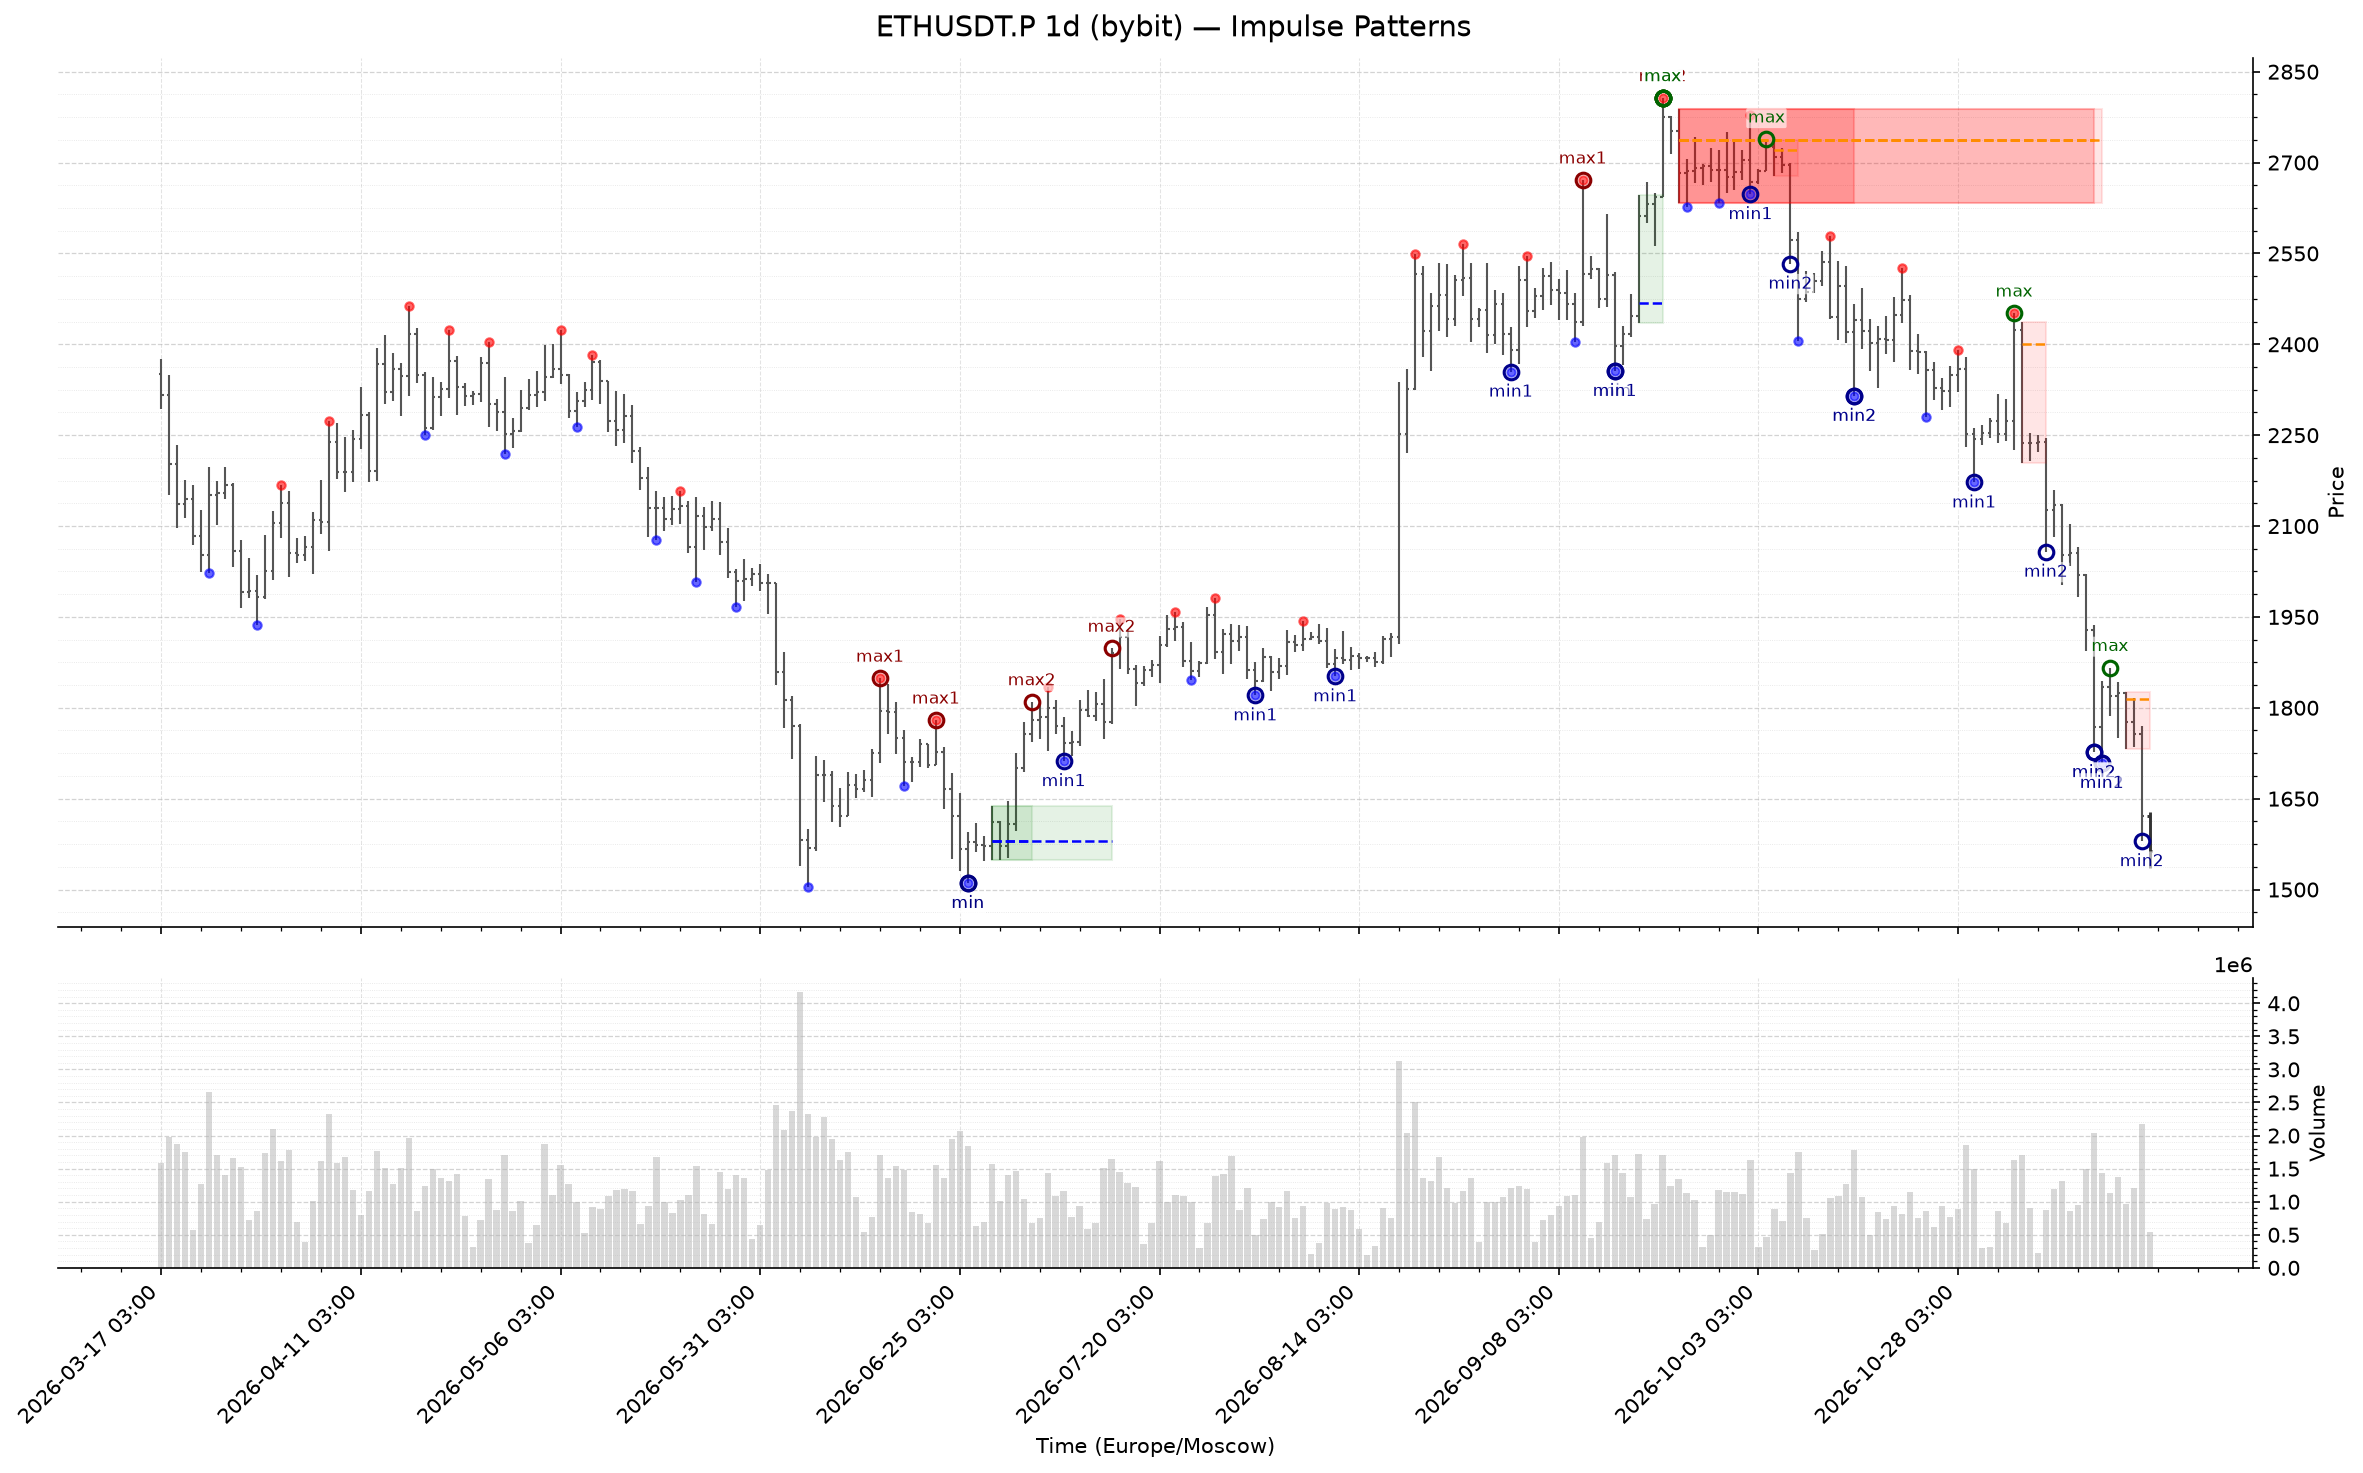 ETHUSDT.P 1d (bybit) — Impulse Patterns
max
2850
max1
max
2700
min1
2550
min2
max
2400
min1
min1
min2
2250
min1
2100
min2
1950
max2
max
max1
max2
max1
1800
min1
min1
min1
min2
min1
1650
min2
min
1500
Price
1e6
4.0
3.5
3.0
2.5
2.0
1.5
1.0
0.5
0.0
Volume
2026-03-17 03:00
2026-04-11 03:00
2026-05-06 03:00
2026-05-31 03:00
2026-06-25 03:00
2026-07-20 03:00
2026-08-14 03:00
2026-09-08 03:00
2026-10-03 03:00
2026-10-28 03:00
Time (Europe/Moscow)